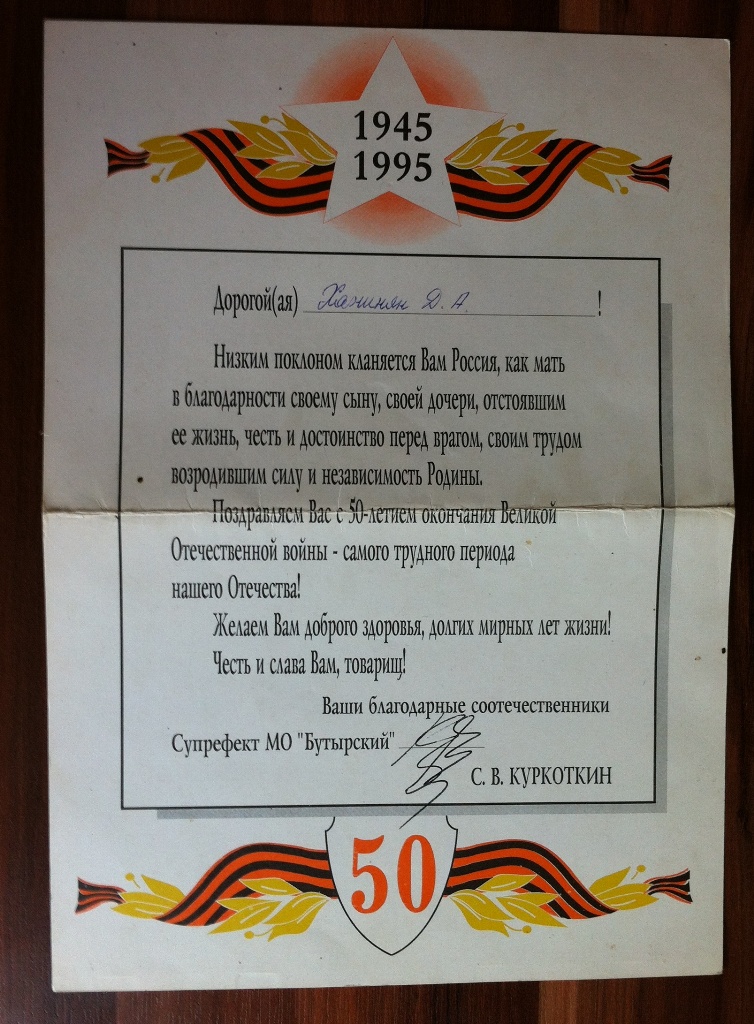 1945
1995
Дорогой(ая) Ханинян Д. А. !
Низким поклоном кланяется Вам Россия, как мать
в благодарности своему сыну, своей дочери, отстоявшим
ее жизнь, честь и достоинство перед врагом, своим трудом
возродившим силу и независимость Родины.
Поздравляем Вас с 50-летием окончания Великой
Отечественной войны - самого трудного периода
нашего Отечества!
Желаем Вам доброго здоровья, долгих мирных лет жизни!
Честь и слава Вам, товарищ!
Ваши благодарные соотечественники
Супрефект МО "Бутырский"
С. В. КУРКОТКИН
50